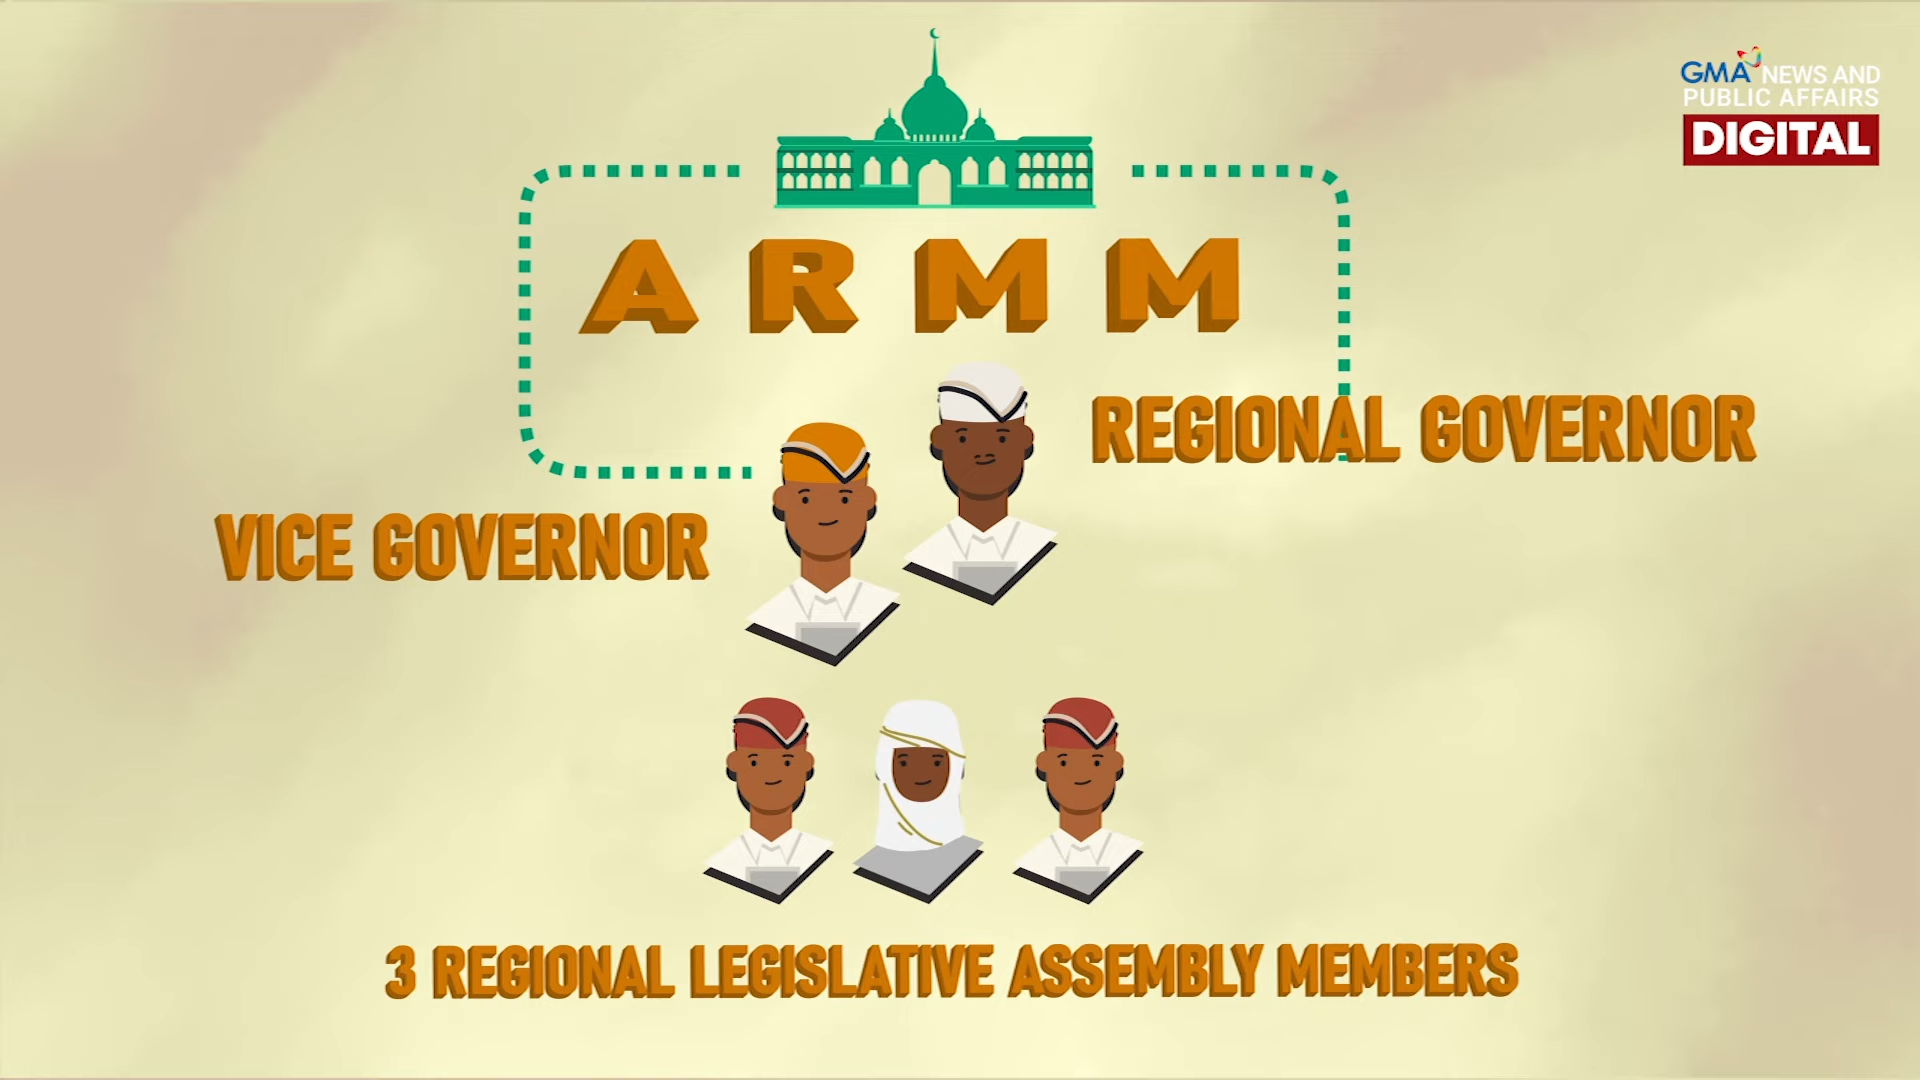 GMA NEWS AND
PUBLIC AFFAIRS
DIGITAL
ARMM
REGIONAL GOVERNOR
VICE GOVERNOR
3 REGIONAL LEGISLATIVE ASSEMBLY MEMBERS